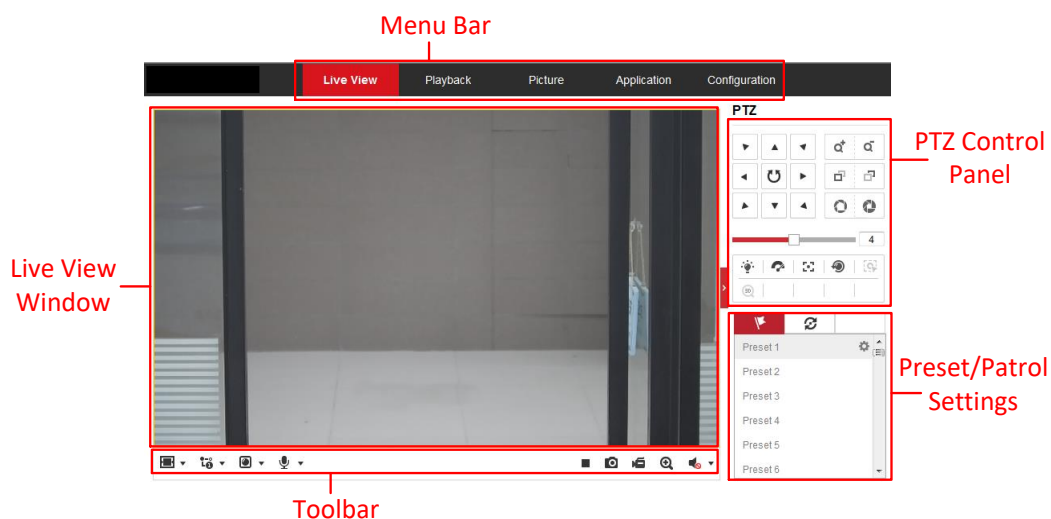 Menu Bar
Live View
Playback
Picture
Application
Configuration
PTZ
PTZ Control
Panel
4
3D
Live View
Window
Preset 1
Preset 2
Preset 3
Preset 4
Preset 5
Preset 6
Preset/Patrol
Settings
Toolbar